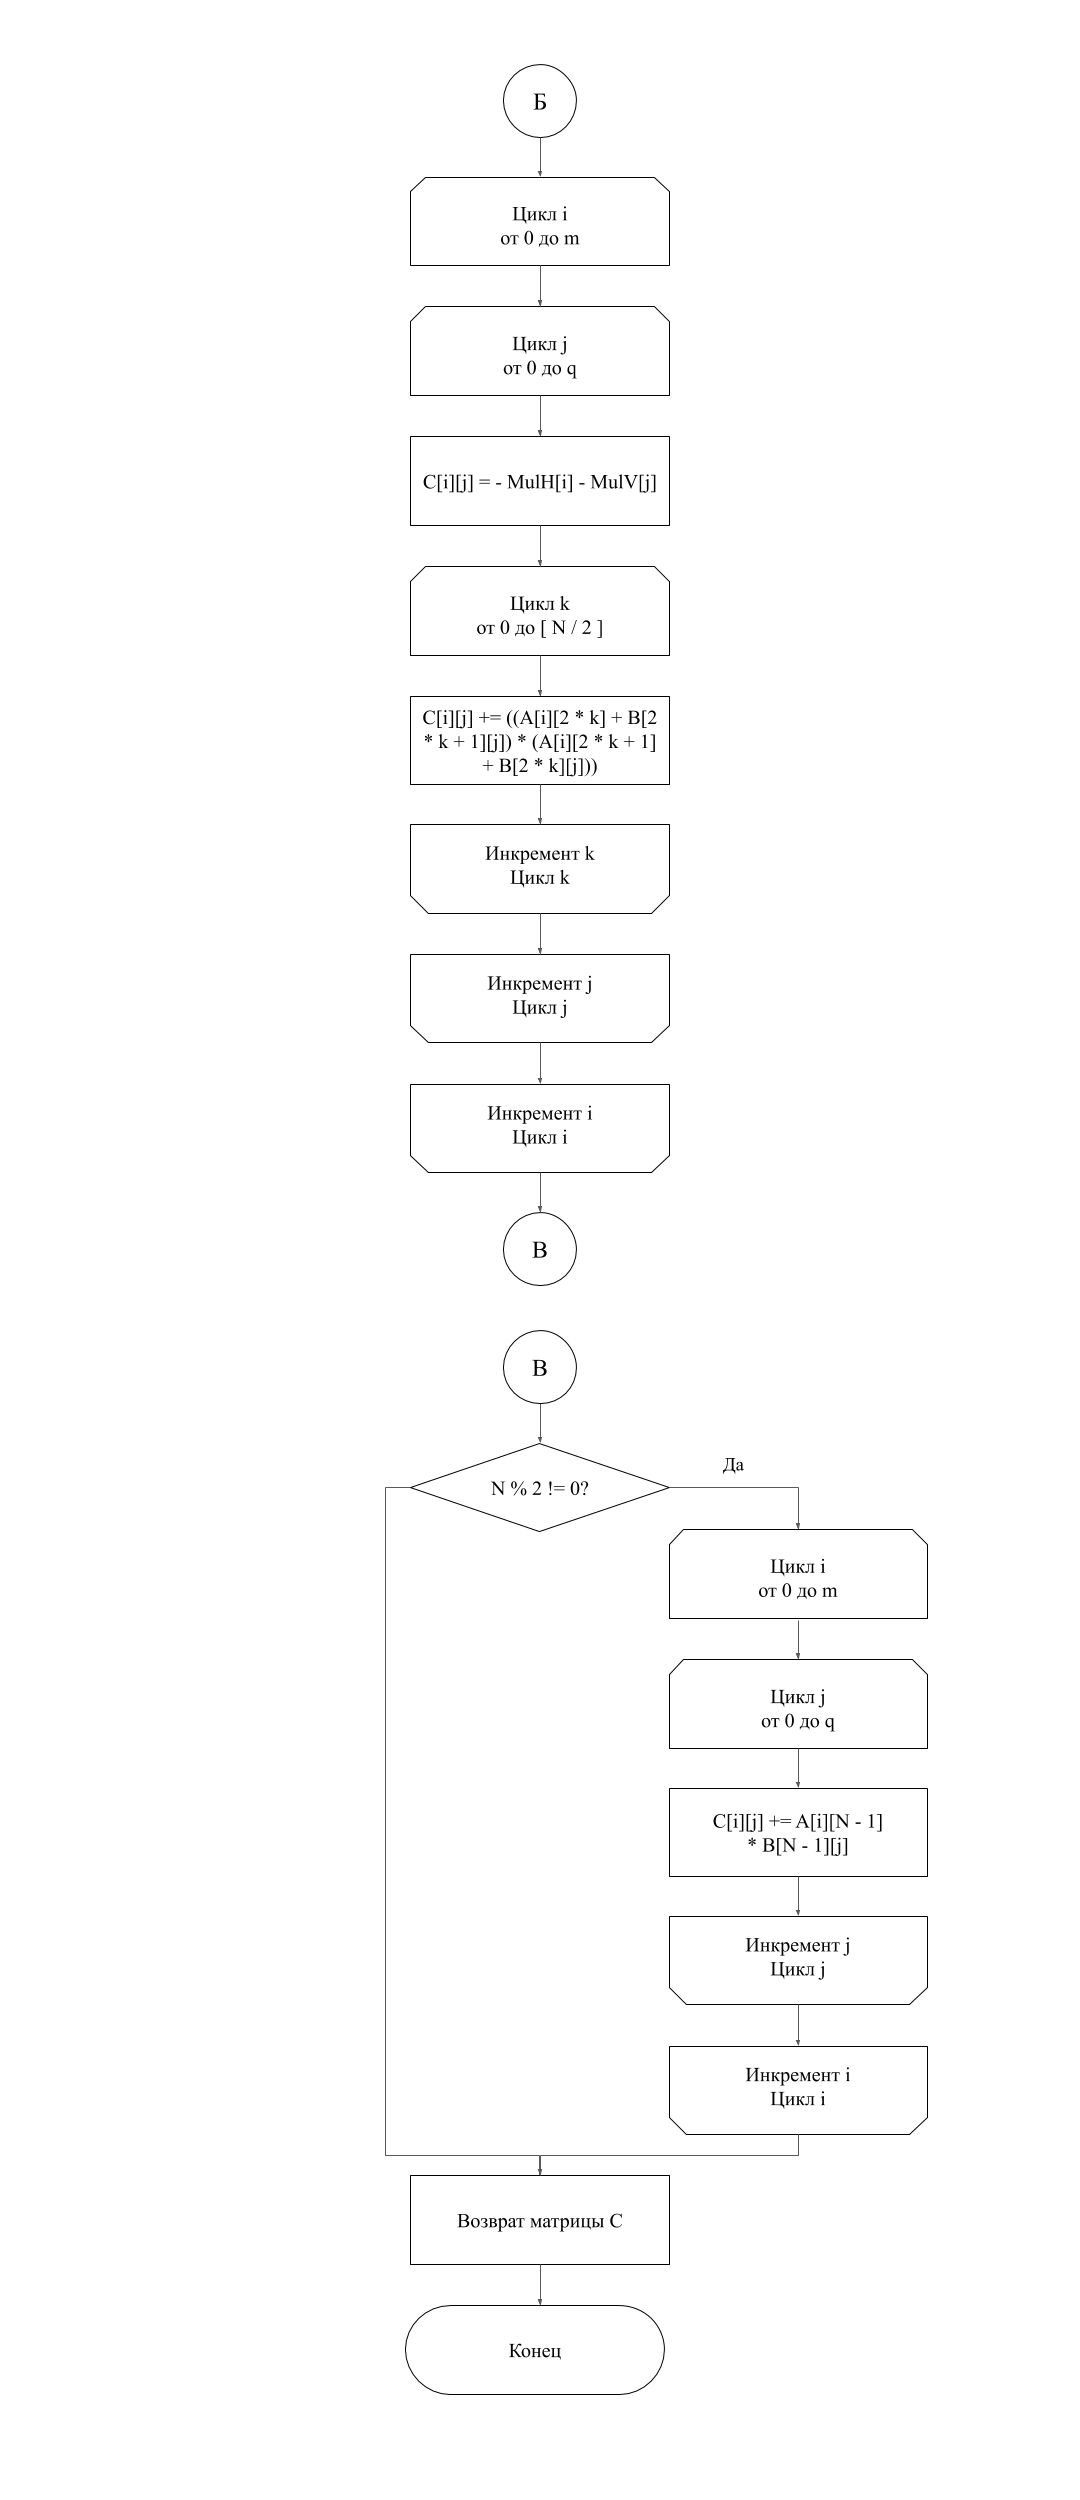 Б
Цикл i
от 0 до m
Цикл j
от 0 до q
C[i][j] = - MulH[i] - MulV[j]
Цикл k
от 0 до [ N / 2 ]
C[i][j] += ((A[i][2 * k] + B[2
* k + 1][j]) * (A[i][2 * k + 1]
+ B[2 * k][j]))
Инкремент k
Цикл k
Инкремент j
Цикл j
Инкремент i
Цикл i
В
В
N % 2 != 0?
Да
Цикл i
от 0 до m
Цикл j
от 0 до q
C[i][j] += A[i][N - 1]
* B[N - 1][j]
Инкремент j
Цикл j
Инкремент i
Цикл i
Возврат матрицы C
Конец